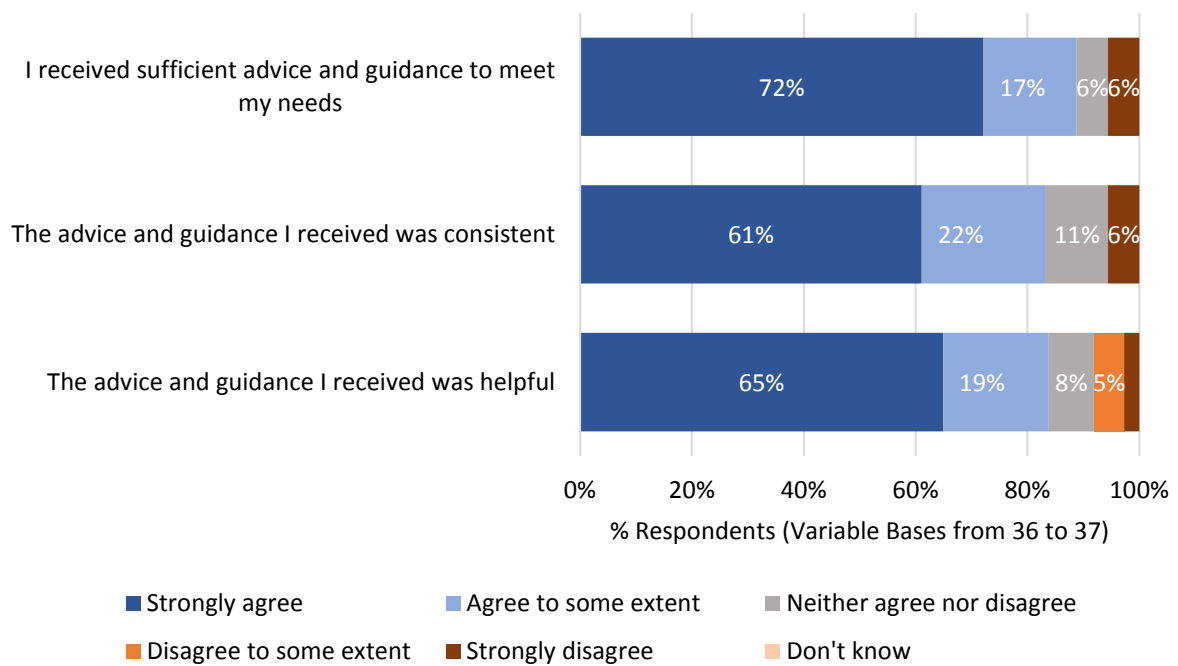 I received sufficient advice and guidance to meet
my needs
72% 17% 6% 6%
The advice and guidance I received was consistent
61% 22% 11% 6%
The advice and guidance I received was helpful
65% 19% 8% 5%
0% 20% 40% 60% 80% 100%
% Respondents (Variable Bases from 36 to 37)
Strongly agree Agree to some extent Neither agree nor disagree
Disagree to some extent Strongly disagree Don't know